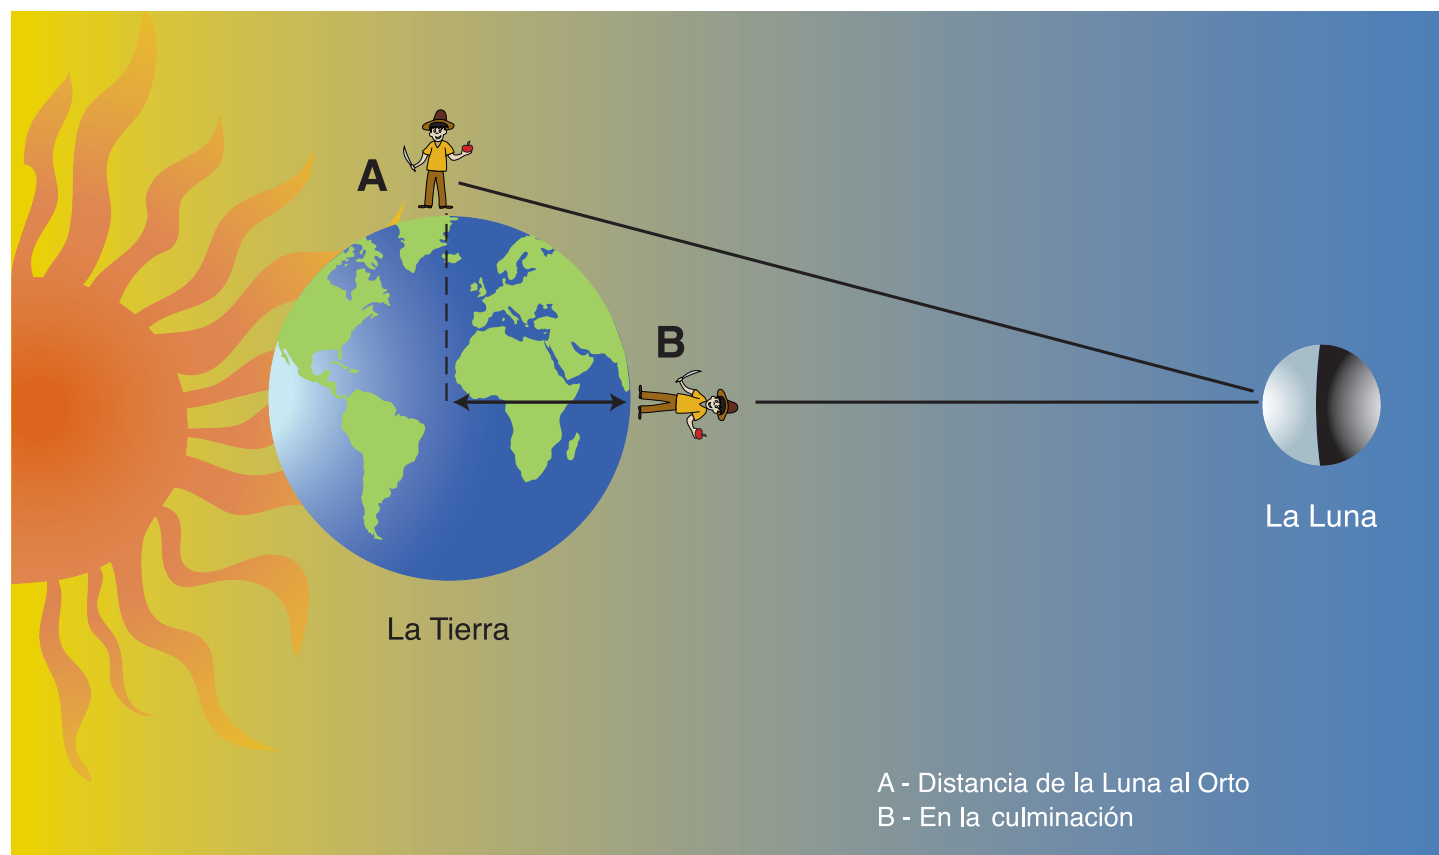 A
B
La Luna
La Tierra
A - Distancia de la Luna al Orto
B - En la culminación